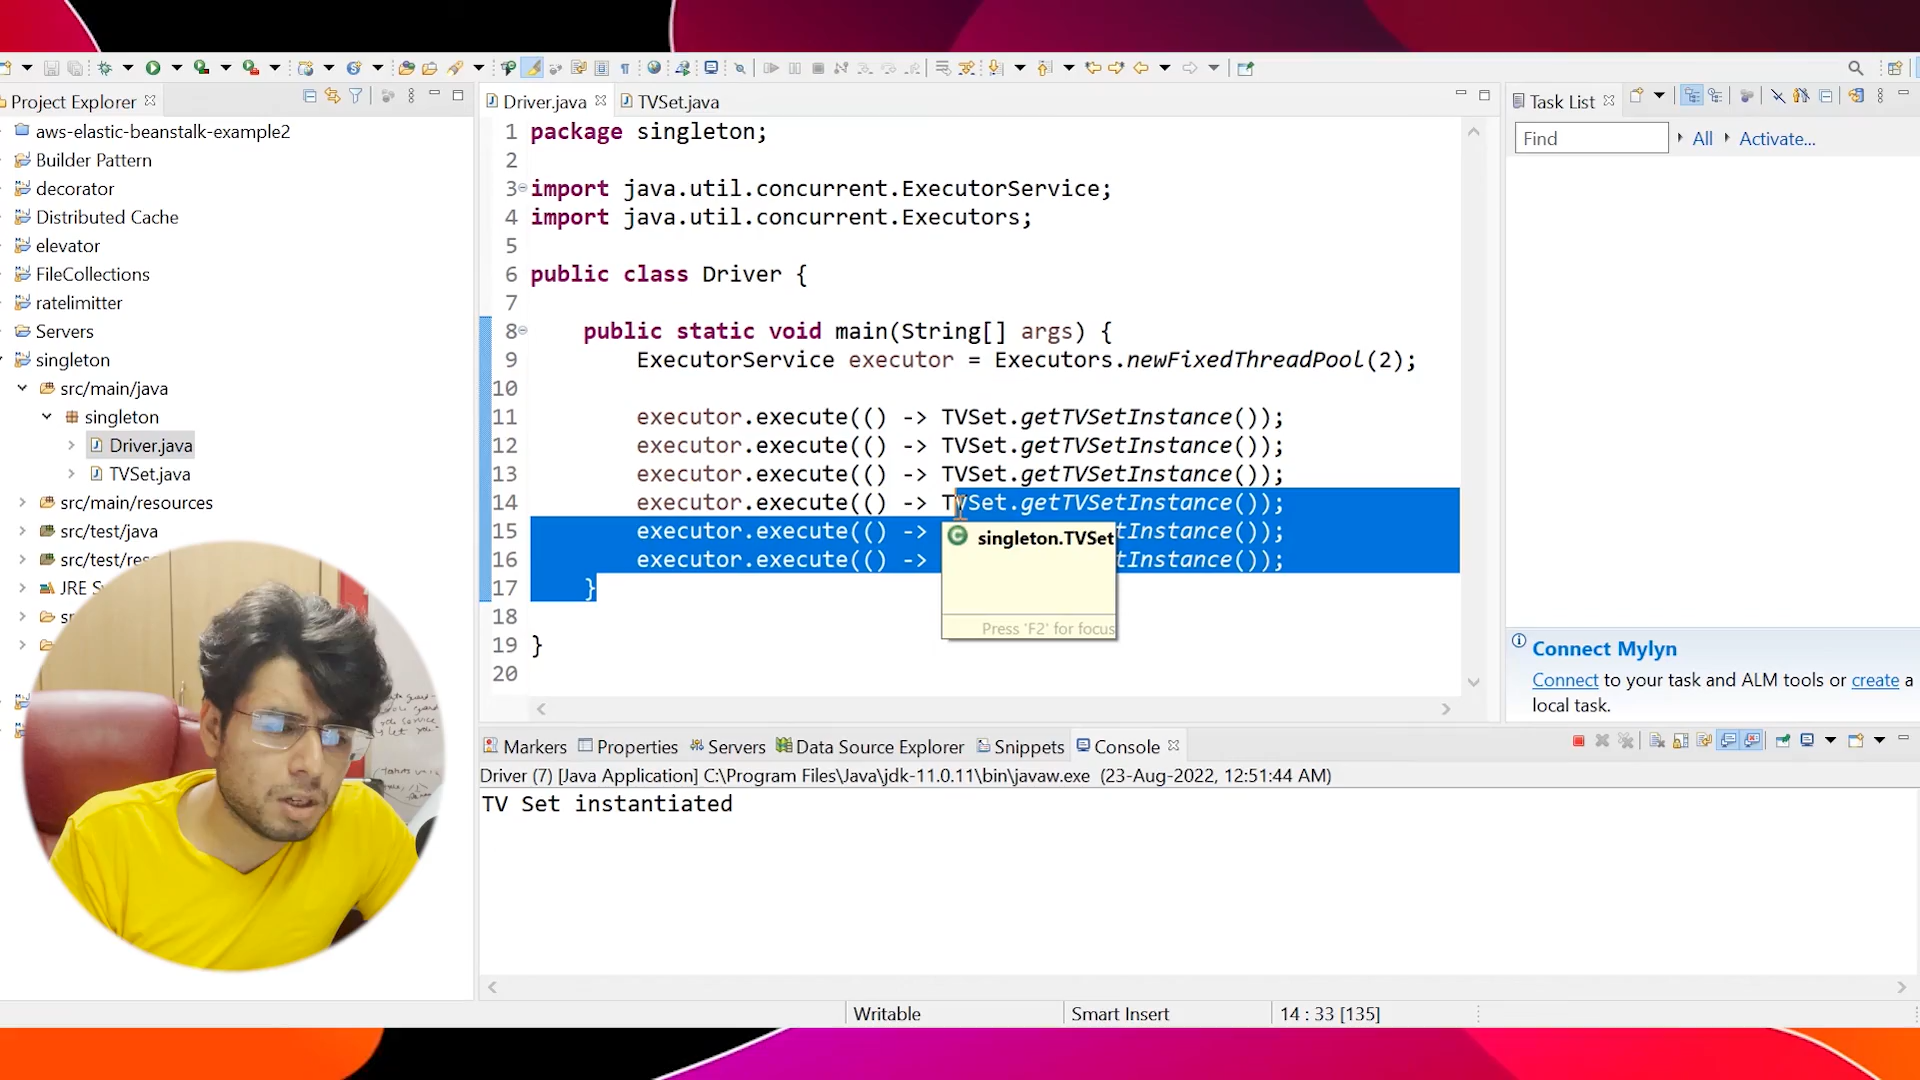 Project Explorer
aws-elastic-beanstalk-example2
Builder Pattern
decorator
Distributed Cache
elevator
FileCollections
ratelimitter
Servers
singleton
src/main/java
singleton
Driver.java
TVSet.java
src/main/resources
src/test/java
src/test/res
JRE Sy
Driver.java
TVSet.java
1 package singleton;
2
3 import java.util.concurrent.ExecutorService;
4 import java.util.concurrent.Executors;
5
6 public class Driver {
7
8 public static void main(String[] args) {
9 ExecutorService executor = Executors.newFixedThreadPool(2);
10
11 executor.execute(() -> TVSet.getTVSetInstance());
12 executor.execute(() -> TVSet.getTVSetInstance());
13 executor.execute(() -> TVSet.getTVSetInstance());
14 executor.execute(() -> TVSet.getTVSetInstance());
15 executor.execute(() -> tInstance());
16 executor.execute(() -> tInstance());
17 }
18
19 }
20
singleton.TVSet
Press 'F2' for focus
Task List
Find All Activate...
Connect Mylyn
Connect to your task and ALM tools or create a
local task.
Markers Properties Servers Data Source Explorer Snippets Console
Driver (7) [Java Application] C:\Program Files\Java\jdk-11.0.11\bin\javaw.exe (23-Aug-2022, 12:51:44 AM)
TV Set instantiated
Writable Smart Insert 14 : 33 [135]